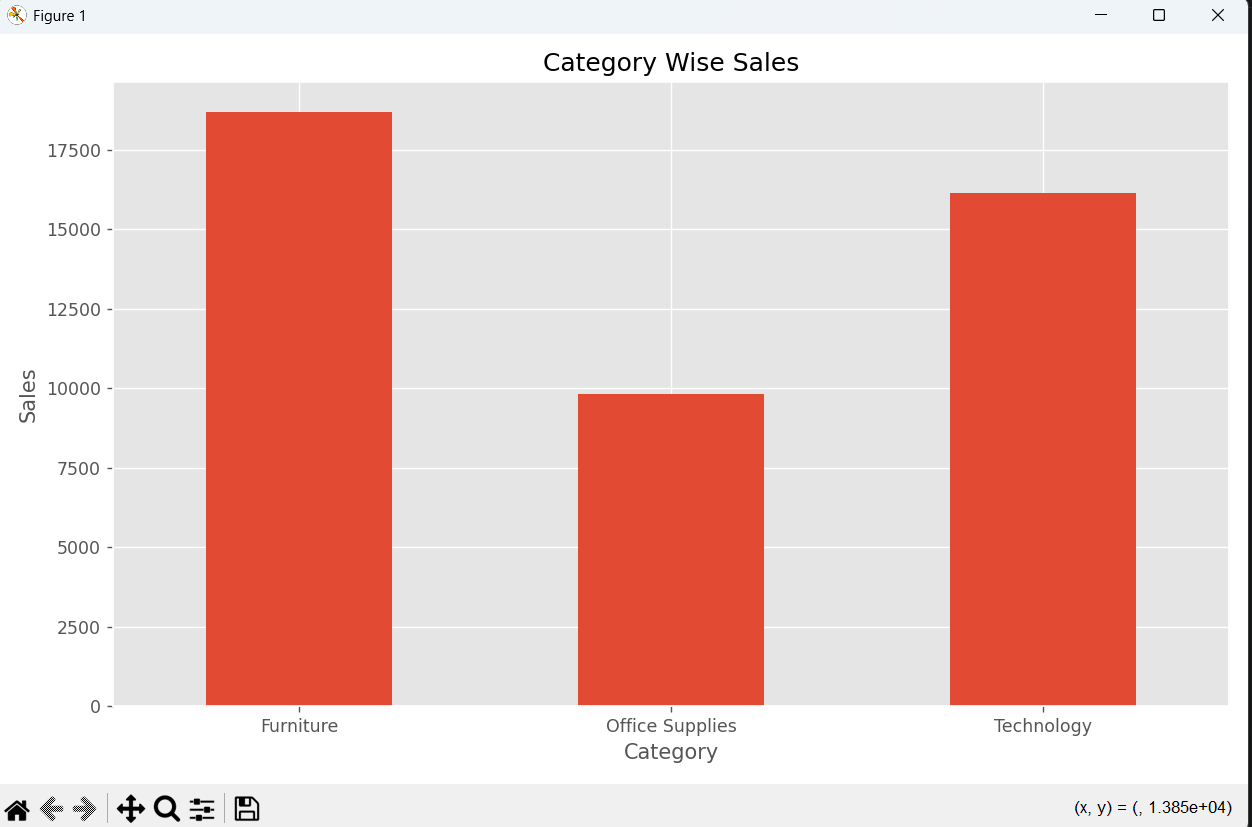 Figure 1
Category Wise Sales
17500
15000
12500
10000
7500
5000
2500
0
Sales
Furniture
Office Supplies
Technology
Category
(x, y) = (, 1.385e+04)